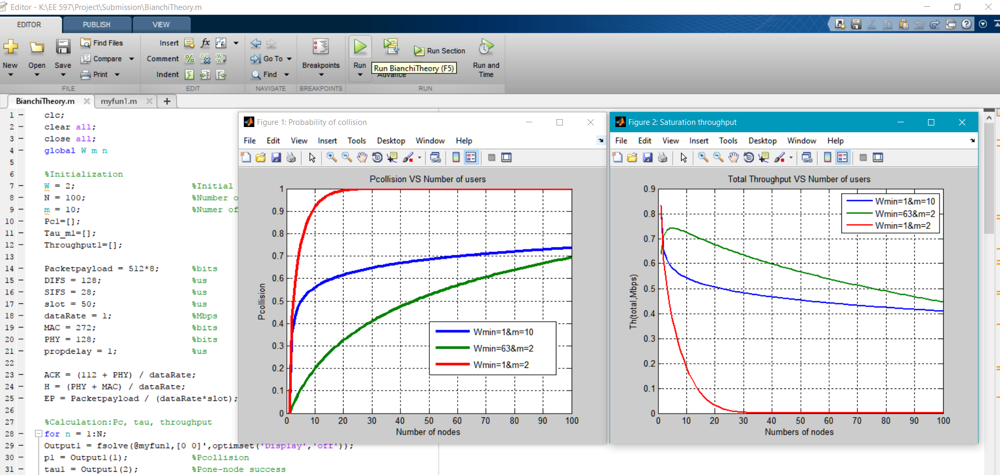 Editor - K:\EE 597\Project\Submission\BianchiTheory.m
EDITOR PUBLISH VIEW
New Open Save
Find Files
Compare
Print
FILE
Insert fx fi
Comment % %
Indent
EDIT
Go To
Find
NAVIGATE
Breakpoints
BREAKPOINTS
Run
Run BianchiTheory (F5)
Advance
Run Section
Run and
Time
RUN
BianchiTheory.m myfun1.m
1 clc;
2 clear all;
3 close all;
4 global W m n
5
6 %Initialization
7 W = 2; %Initial
8 N = 100; %Number o
9 m = 10; %Numer of
10 Pc1=[];
11 Tau_m1=[];
12 Throughput1=[];
13
14 Packetpayload = 512*8; %bits
15 DIFS = 128; %us
16 SIFS = 28; %us
17 slot = 50; %us
18 dataRate = 1; %Mbps
19 MAC = 272; %bits
20 PHY = 128; %bits
21 propdelay = 1; %us
22
23 ACK = (112 + PHY) / dataRate;
24 H = (PHY + MAC) / dataRate;
25 EP = Packetpayload / (dataRate*slot);
26
27 %Calculation:Pc, tau, throughput
28 for n = 1:N;
29 Output1 = fsolve(@myfun1,[0 0]',optimset('Display','off'));
30 p1 = Output1(1); %Pcollision
31 tau1 = Output1(2); %Pone-node success
Figure 1: Probability of collision
File Edit View Insert Tools Desktop Window Help
Pcollision VS Number of users
1
0.9
0.8
0.7
0.6
0.5
0.4
0.3
0.2
0.1
0
Pcollision
Wmin=1&m=10
Wmin=63&m=2
Wmin=1&m=2
0 10 20 30 40 50 60 70 80 90 100
Number of nodes
Figure 2: Saturation throughput
File Edit View Insert Tools Desktop Window Help
Total Throughput VS Number of users
0.9
0.8
0.7
0.6
0.5
0.4
0.3
0.2
0.1
0
Th(total,Mbps)
Wmin=1&m=10
Wmin=63&m=2
Wmin=1&m=2
0 10 20 30 40 50 60 70 80 90 100
Numbers of nodes